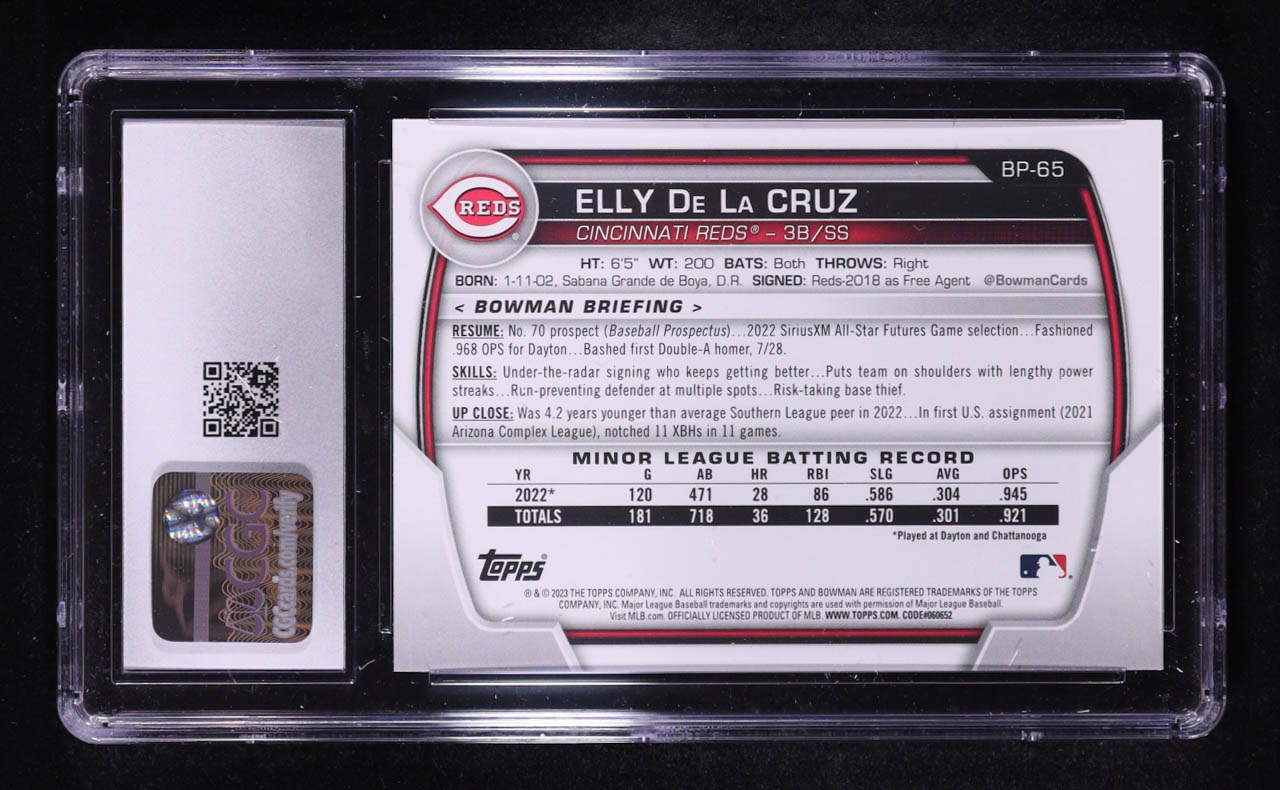 BP-65
REDS
ELLY DE LA CRUZ
CINCINNATI REDS® – 3B/SS
HT: 6'5" WT: 200 BATS: Both THROWS: Right
BORN: 1-11-02, Sabana Grande de Boya, D.R. SIGNED: Reds-2018 as Free Agent @BowmanCards
< BOWMAN BRIEFING >
RESUME: No. 70 prospect (Baseball Prospectus)...2022 SiriusXM All-Star Futures Game selection...Fashioned
.968 OPS for Dayton...Bashed first Double-A homer, 7/28.
SKILLS: Under-the-radar signing who keeps getting better...Puts team on shoulders with lengthy power
streaks...Run-preventing defender at multiple spots...Risk-taking base thief.
UP CLOSE: Was 4.2 years younger than average Southern League peer in 2022...In first U.S. assignment (2021
Arizona Complex League), notched 11 XBHs in 11 games.
MINOR LEAGUE BATTING RECORD
YR G AB HR RBI SLG AVG OPS
2022* 120 471 28 86 .586 .304 .945
TOTALS 181 718 36 128 .570 .301 .921
*Played at Dayton and Chattanooga
topps®
® & © 2023 THE TOPPS COMPANY, INC. ALL RIGHTS RESERVED. TOPPS AND BOWMAN ARE REGISTERED TRADEMARKS OF THE TOPPS
COMPANY, INC. Major League Baseball trademarks and copyrights are used with permission of Major League Baseball.
Visit MLB.com. OFFICIALLY LICENSED PRODUCT OF MLB. WWW.TOPPS.COM. CODE#060652
CGC
CGCcards.com/verify